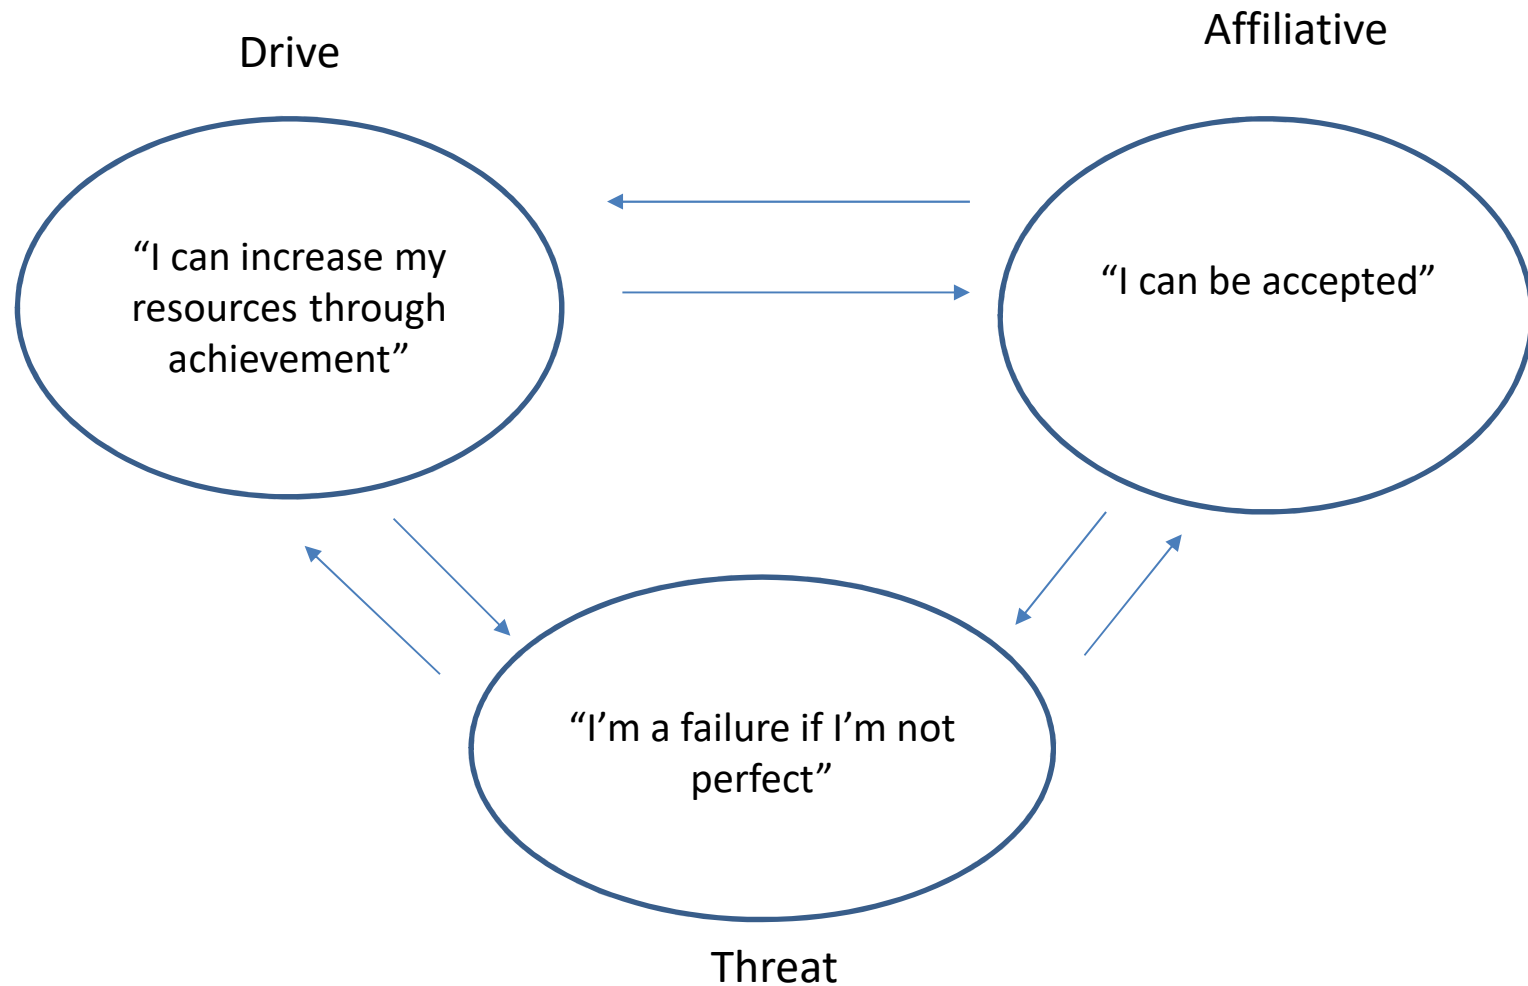 Drive
Affiliative
“I can increase my
resources through
achievement”
“I can be accepted”
“I’m a failure if I’m not
perfect”
Threat